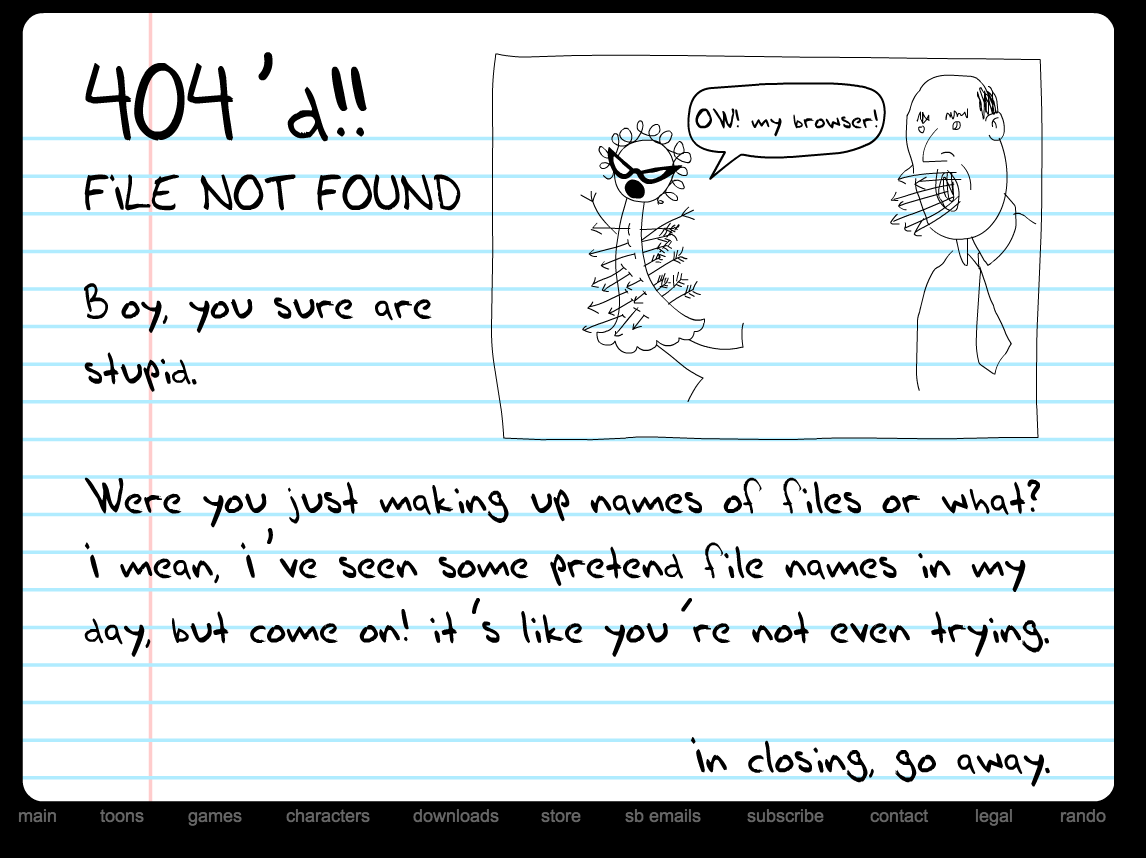 404'd!!
FiLE NOT FOUND
OW! my browser!
Boy, you sure are
stupid.
Were you just making up names of files or what?
i mean, i've seen some pretend file names in my
day, but come on! it's like you're not even trying.
in closing, go away.
main toons games characters downloads store sb emails subscribe contact legal rando